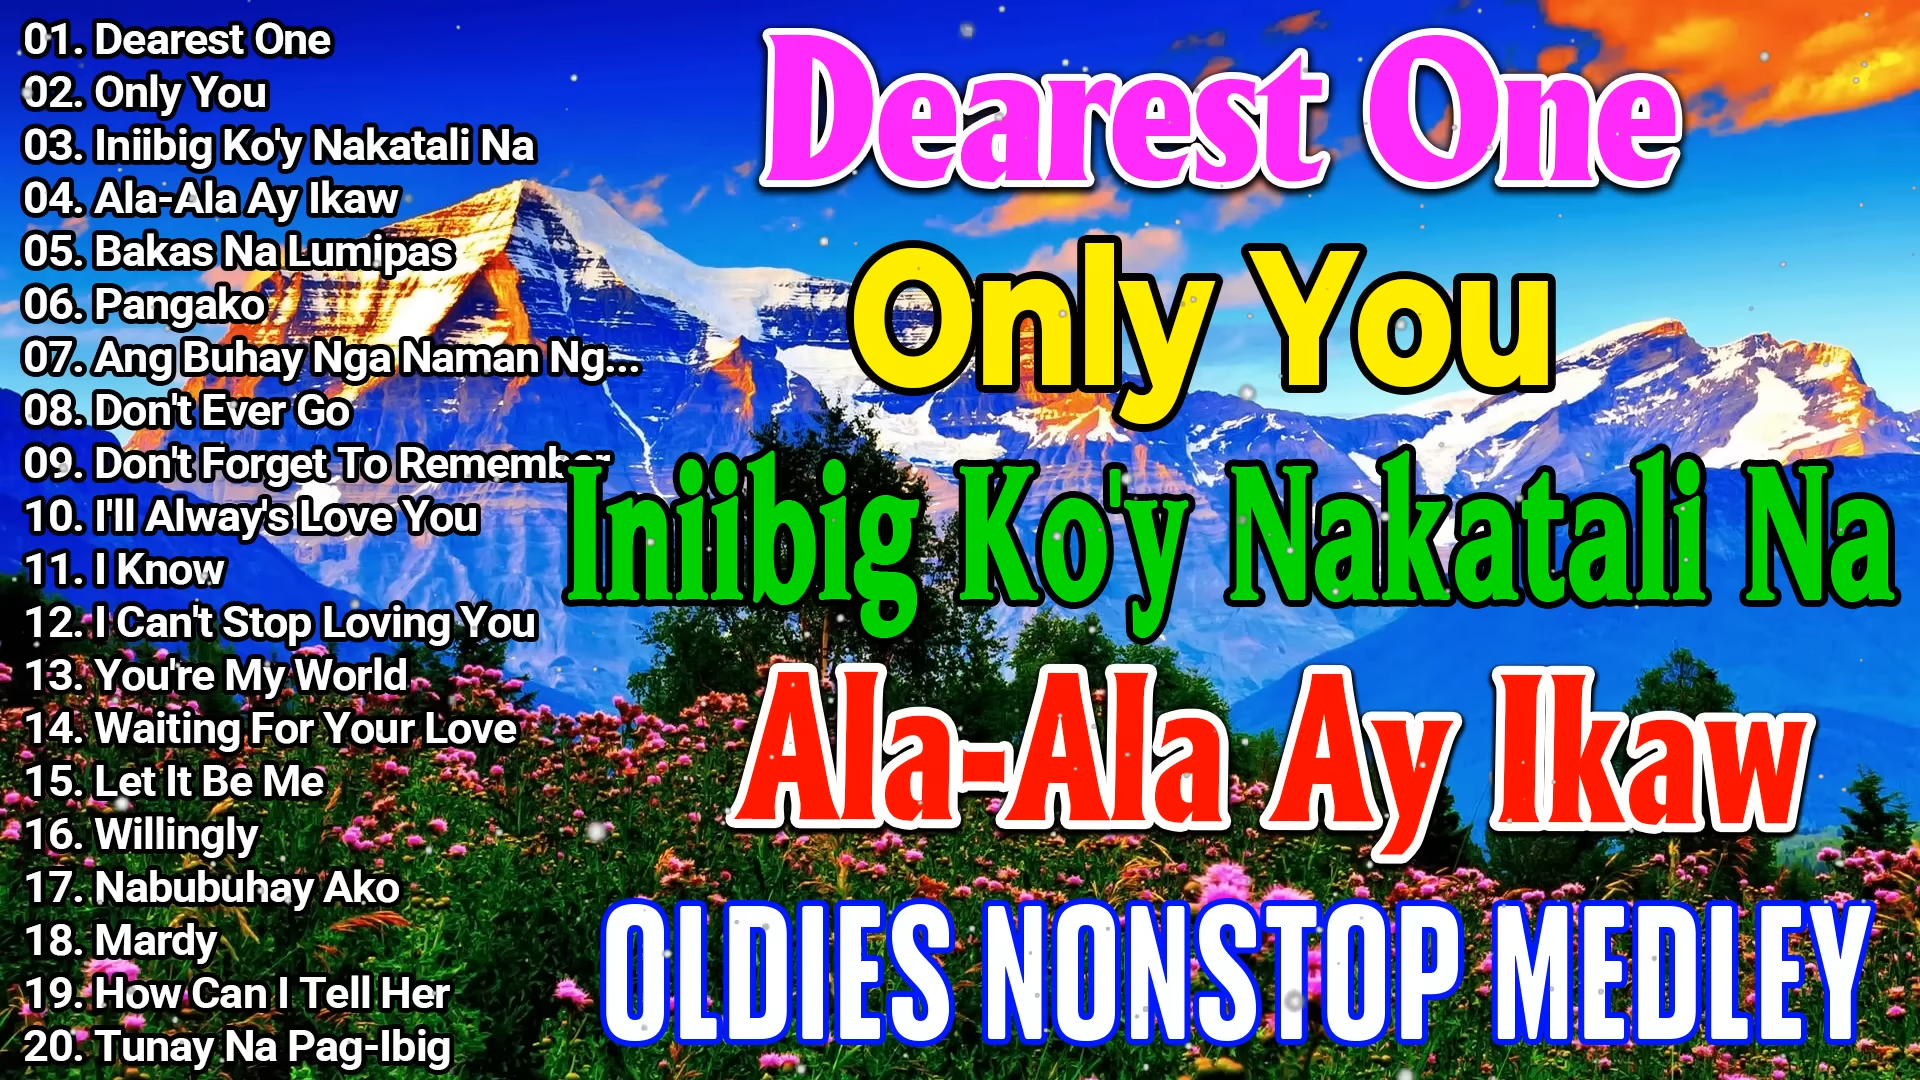 01. Dearest One
02. Only You
03. Iniibig Ko'y Nakatali Na
04. Ala-Ala Ay Ikaw
05. Bakas Na Lumipas
06. Pangako
07. Ang Buhay Nga Naman Ng...
08. Don't Ever Go
09. Don't Forget To Remember
10. I'll Alway's Love You
11. I Know
12. I Can't Stop Loving You
13. You're My World
14. Waiting For Your Love
15. Let It Be Me
16. Willingly
17. Nabubuhay Ako
18. Mardy
19. How Can I Tell Her
20. Tunay Na Pag-Ibig
Dearest One
Only You
Iniibig Ko'y Nakatali Na
Ala-Ala Ay Ikaw
OLDIES NONSTOP MEDLEY